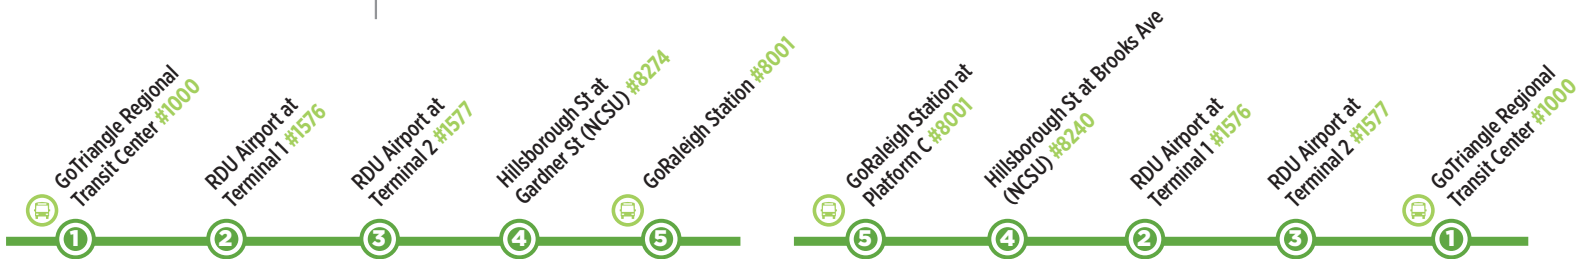 GoTriangle Regional
Transit Center #1000
RDU Airport at
Terminal 1 #1576
RDU Airport at
Terminal 2 #1577
Hillsborough St at
Gardner St (NCSU) #8274
GoRaleigh Station #8001
1
2
3
4
5
GoRaleigh Station at
Platform C #8001
Hillsborough St at Brooks Ave
(NCSU) #8240
RDU Airport at
Terminal 1 #1576
RDU Airport at
Terminal 2 #1577
GoTriangle Regional
Transit Center #1000
5
4
2
3
1